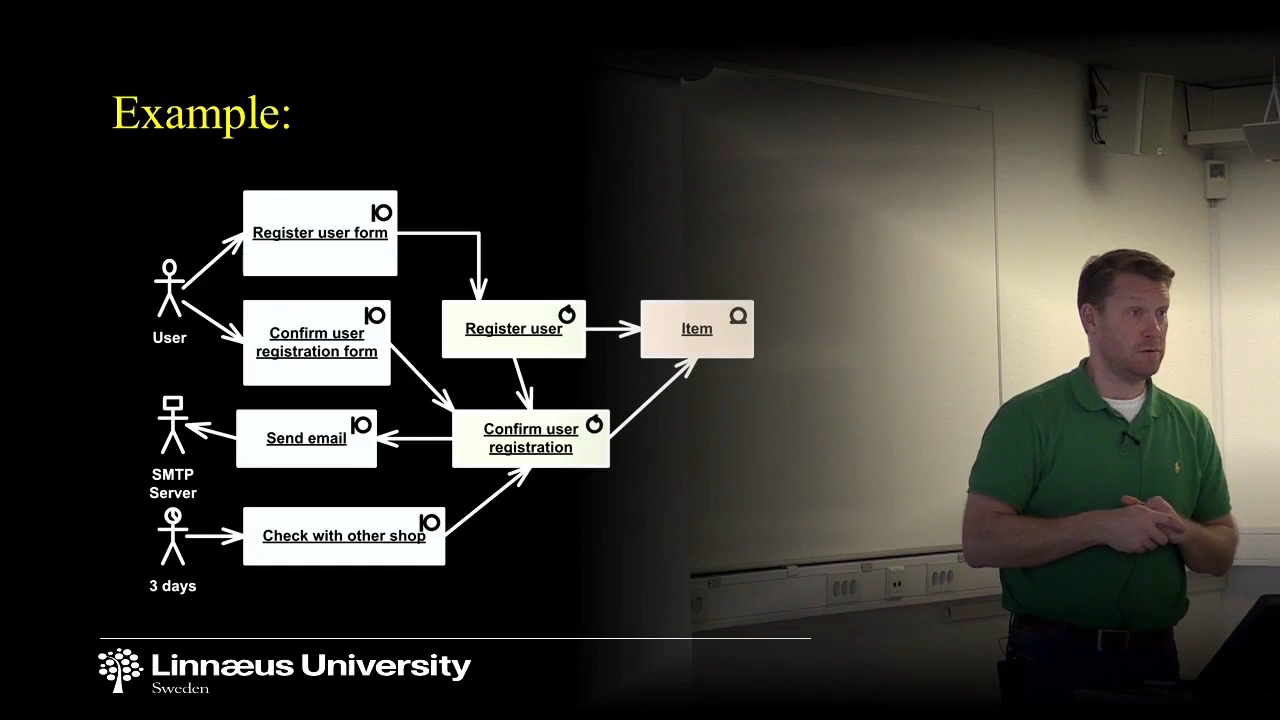 Example:
Register user form
User
Confirm user
registration form
Register user
Item
Send email
Confirm user
registration
SMTP
Server
Check with other shop
3 days
Linnæus University
Sweden